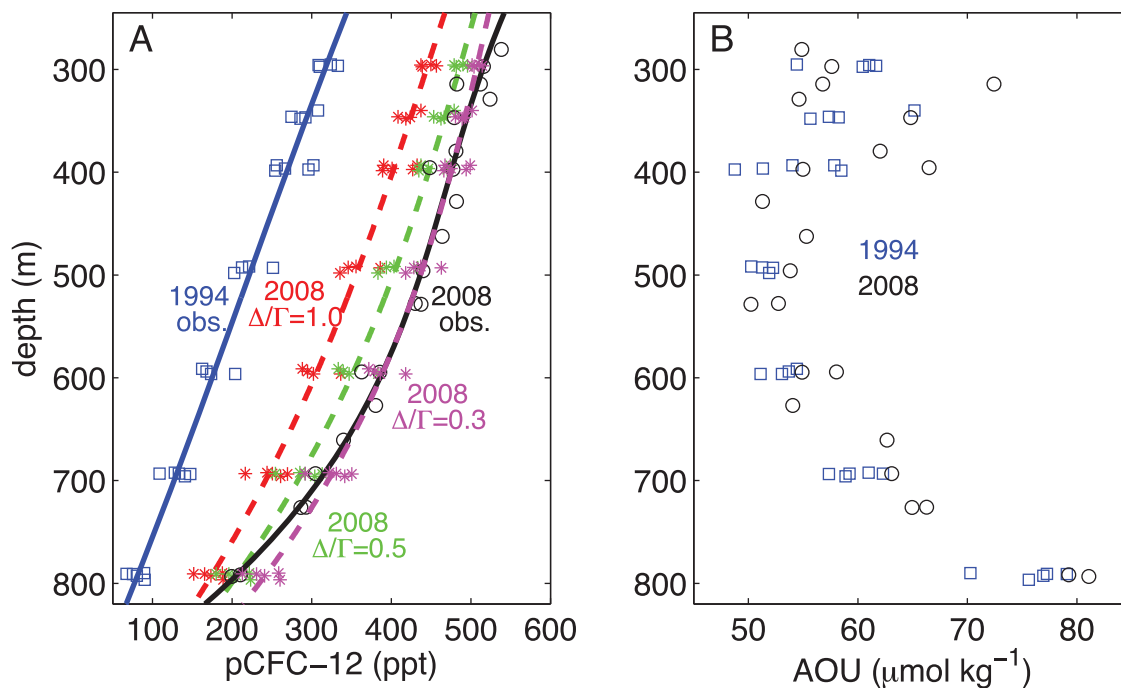 A
B
300
400
500
600
700
800
depth (m)
1994
obs.
2008
Δ/Γ=1.0
2008
obs.
2008
Δ/Γ=0.3
2008
Δ/Γ=0.5
100 200 300 400 500 600
pCFC−12 (ppt)
300
400
500
600
700
800
1994
2008
50 60 70 80
AOU (μmol kg⁻¹)